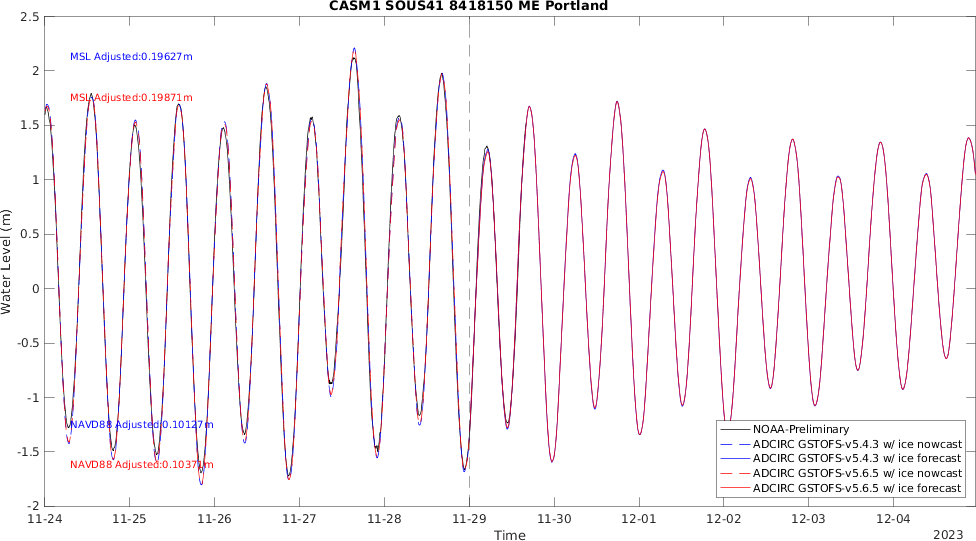 CASM1 SOUS41 8418150 ME Portland
2.5
2
1.5
1
0.5
0
-0.5
-1
-1.5
-2
Water Level (m)
MSL Adjusted:0.19627m
MSL Adjusted:0.19871m
NAVD88 Adjusted:0.10127m
NAVD88 Adjusted:0.10371m
NOAA-Preliminary
ADCIRC GSTOFS-v5.4.3 w/ ice nowcast
ADCIRC GSTOFS-v5.4.3 w/ ice forecast
ADCIRC GSTOFS-v5.6.5 w/ ice nowcast
ADCIRC GSTOFS-v5.6.5 w/ ice forecast
11-24 11-25 11-26 11-27 11-28 11-29 11-30 12-01 12-02 12-03 12-04
Time
2023